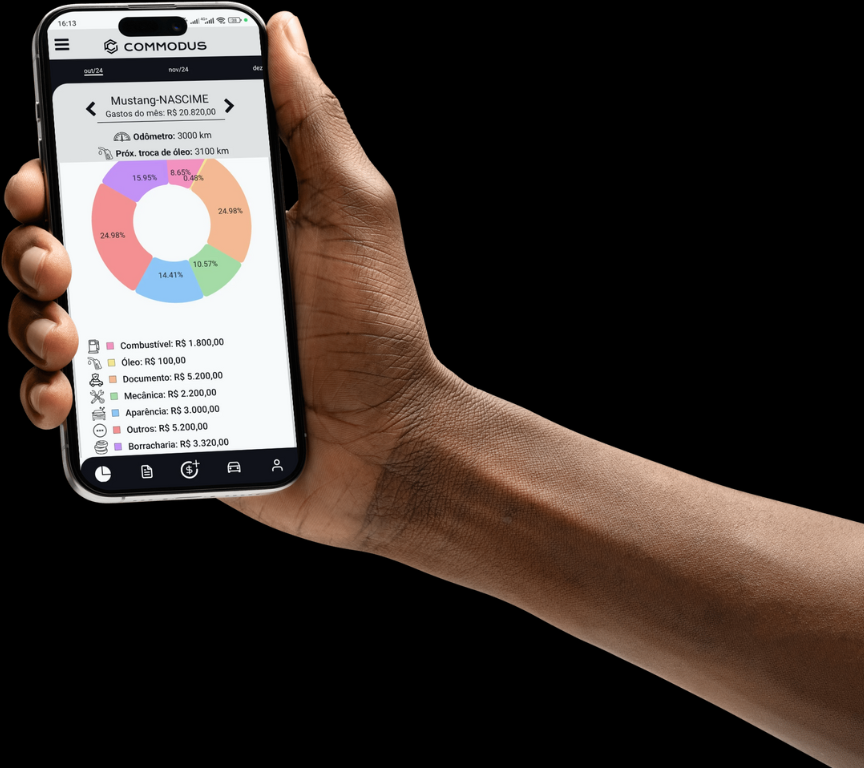 16:13
COMMODUS
out/24 nov/24 dez
Mustang-NASCIME
Gastos do mês: R$ 20.820,00
Odômetro: 3000 km
Próx. troca de óleo: 3100 km
15.95% 8.65%
0.48%
24.98%
24.98%
10.57%
14.41%
Combustível: R$ 1.800,00
Óleo: R$ 100,00
Documento: R$ 5.200,00
Mecânica: R$ 2.200,00
Aparência: R$ 3.000,00
Outros: R$ 5.200,00
Borracharia: R$ 3.320,00